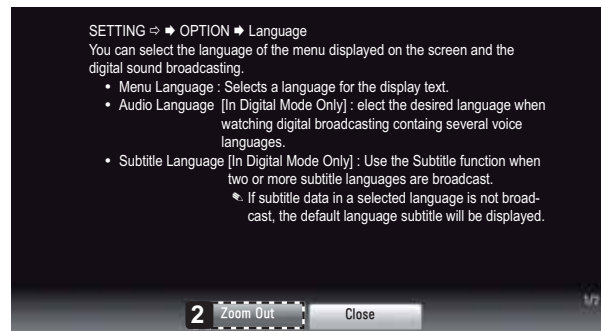 SETTING ⇨ ➡ OPTION ➡ Language
You can select the language of the menu displayed on the screen and the
digital sound broadcasting.
• Menu Language : Selects a language for the display text.
• Audio Language [In Digital Mode Only] : elect the desired language when
watching digital broadcasting containg several voice
languages.
• Subtitle Language [In Digital Mode Only] : Use the Subtitle function when
two or more subtitle languages are broadcast.
✎ If subtitle data in a selected language is not broad-
cast, the default language subtitle will be displayed.
1/2
2 Zoom Out Close